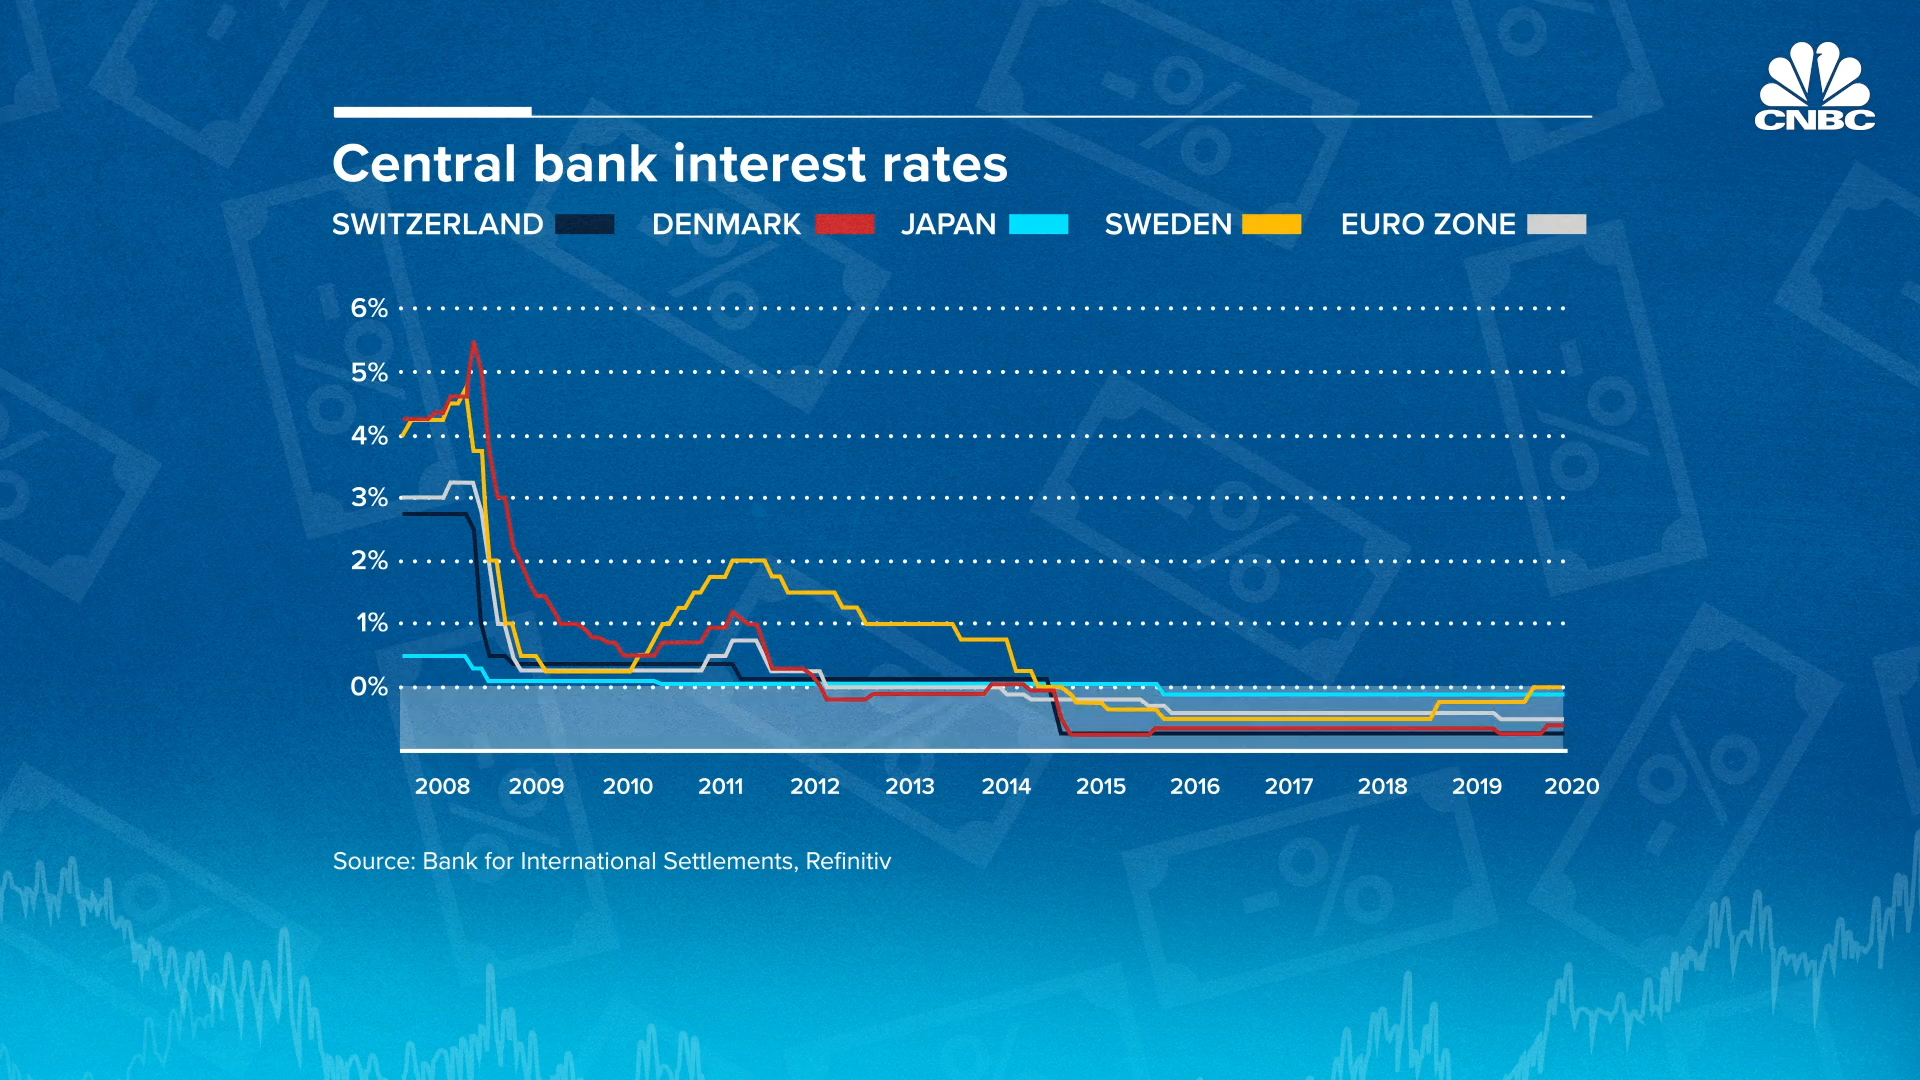 CNBC
Central bank interest rates
SWITZERLAND DENMARK JAPAN SWEDEN EURO ZONE
6%
5%
4%
3%
2%
1%
0%
2008 2009 2010 2011 2012 2013 2014 2015 2016 2017 2018 2019 2020
Source: Bank for International Settlements, Refinitiv